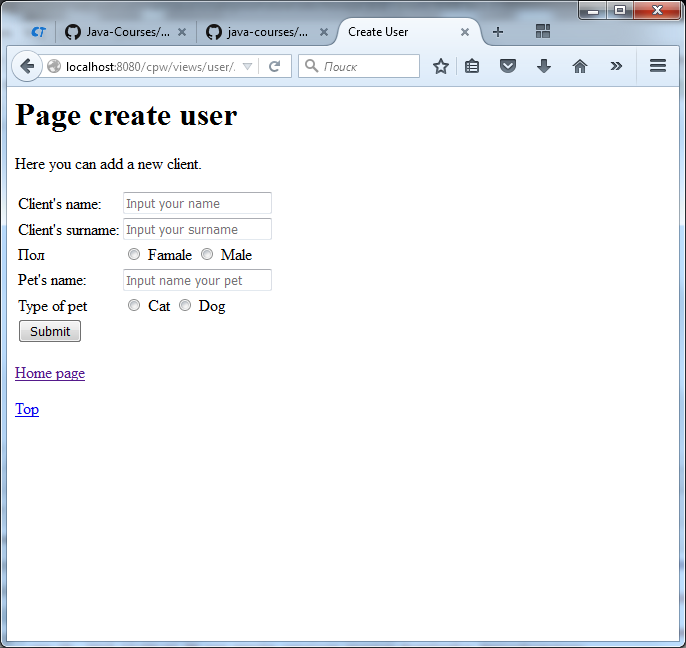 CT Java-Courses/... java-courses/... Create User
localhost:8080/cpw/views/user/. Поиск
Page create user
Here you can add a new client.
Client's name: Input your name
Client's surname: Input your surname
Пол Famale Male
Pet's name: Input name your pet
Type of pet Cat Dog
Submit
Home page
Top